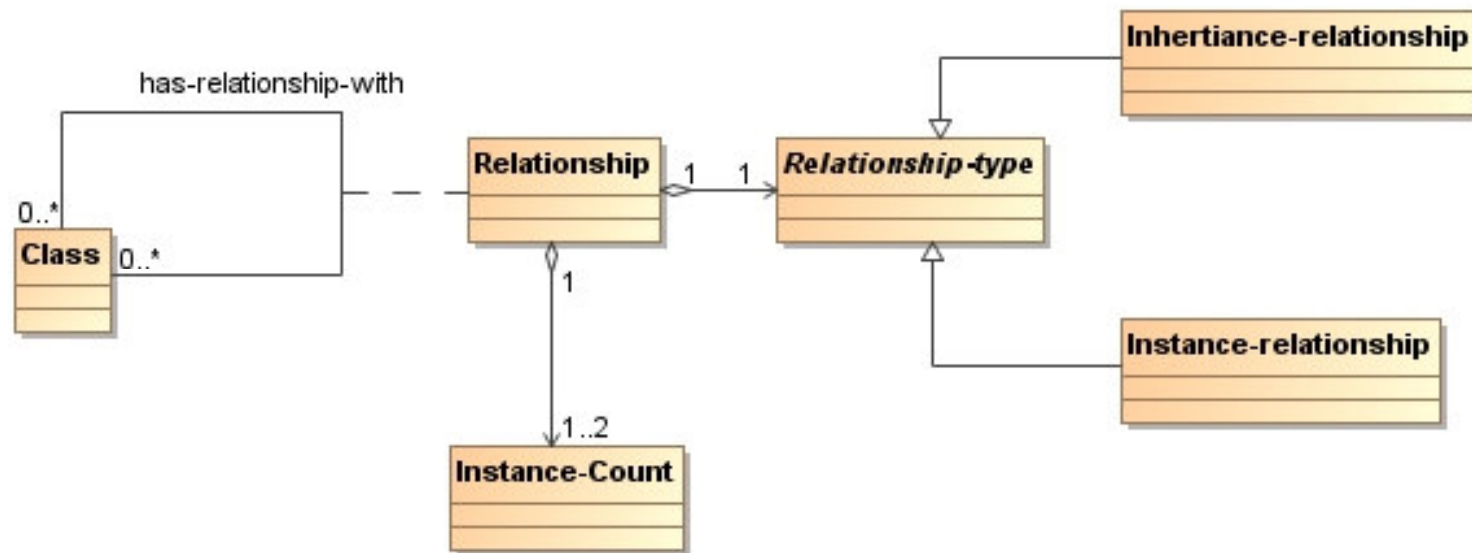 Inhertiance-relationship
has-relationship-with
Relationship
1
1
Relationship-type
0..*
Class
0..*
1
Instance-relationship
1..2
Instance-Count